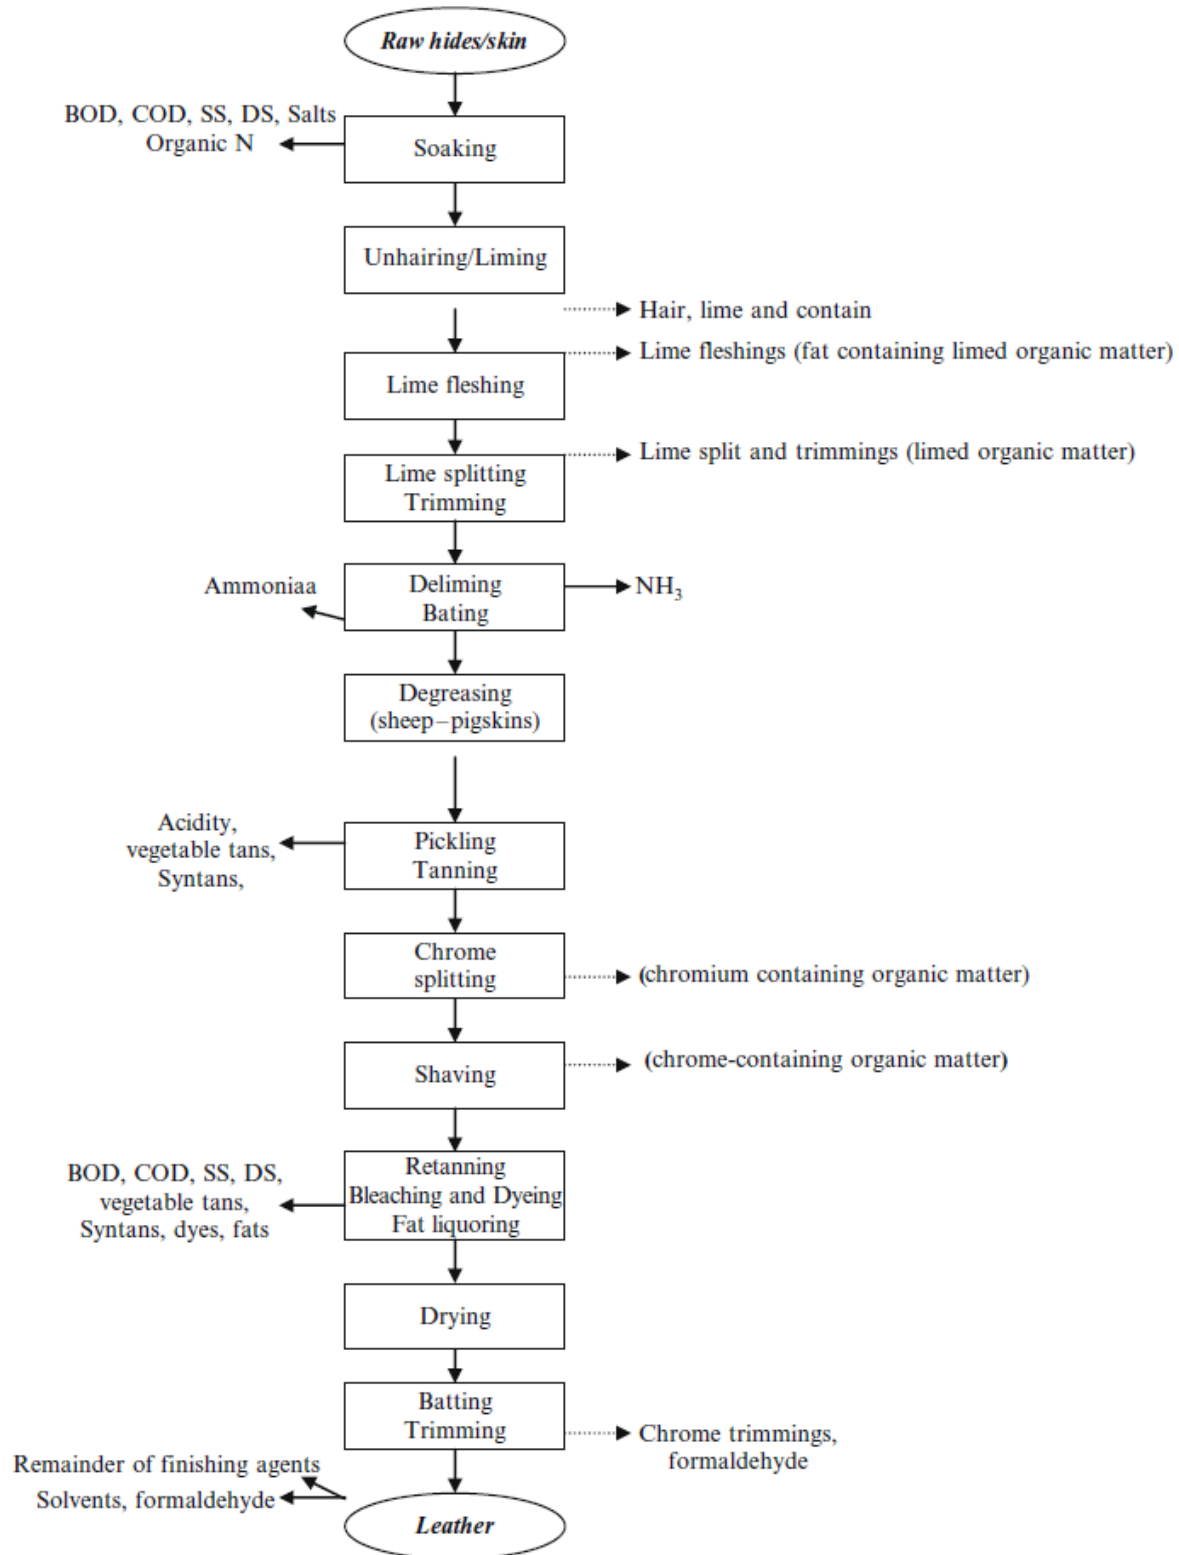 Raw hides/skin
BOD, COD, SS, DS, Salts
Organic N
Soaking
Unhairing/Liming
Hair, lime and contain
Lime fleshings (fat containing limed organic matter)
Lime fleshing
Lime split and trimmings (limed organic matter)
Lime splitting
Trimming
Ammoniaa
Deliming
Bating
NH₃
Degreasing
(sheep–pigskins)
Acidity,
vegetable tans,
Syntans,
Pickling
Tanning
Chrome
splitting
(chromium containing organic matter)
Shaving
(chrome-containing organic matter)
BOD, COD, SS, DS,
vegetable tans,
Syntans, dyes, fats
Retanning
Bleaching and Dyeing
Fat liquoring
Drying
Batting
Trimming
Chrome trimmings,
formaldehyde
Remainder of finishing agents
Solvents, formaldehyde
Leather